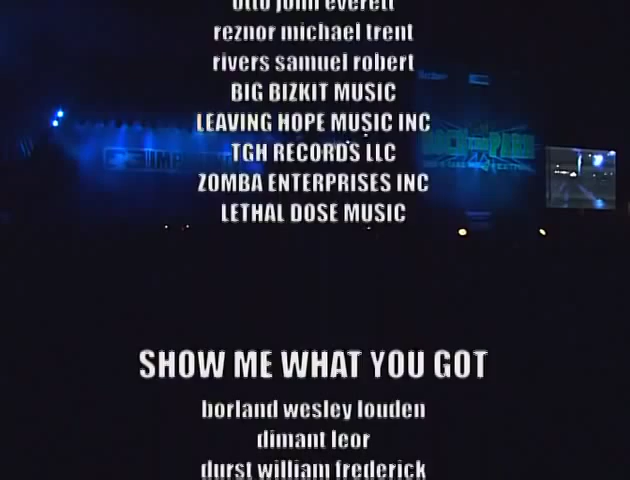 otto john everett
reznor michael trent
rivers samuel robert
BIG BIZKIT MUSIC
LEAVING HOPE MUSIC INC
TGH RECORDS LLC
ZOMBA ENTERPRISES INC
LETHAL DOSE MUSIC
SHOW ME WHAT YOU GOT
borland wesley louden
dimant leor
durst william frederick